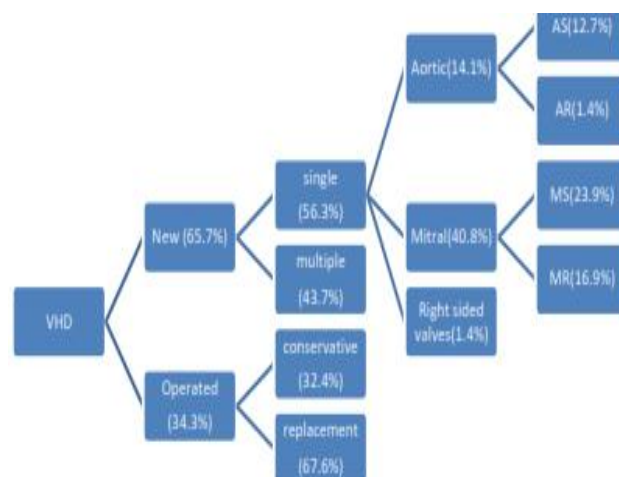 AS(12.7%)
Aortic(14.1%)
AR(1.4%)
single
(56.3%)
MS(23.9%)
New (65.7%)
Mitral(40.8%)
multiple
(43.7%)
MR(16.9%)
Right sided
valves(1.4%)
VHD
conservative
(32.4%)
Operated
(34.3%)
replacement
(67.6%)